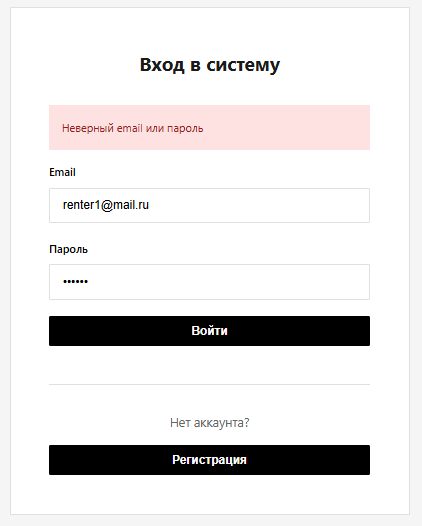 Вход в систему
Неверный email или пароль
Email
renter1@mail.ru
Пароль
••••••
Войти
Нет аккаунта?
Регистрация